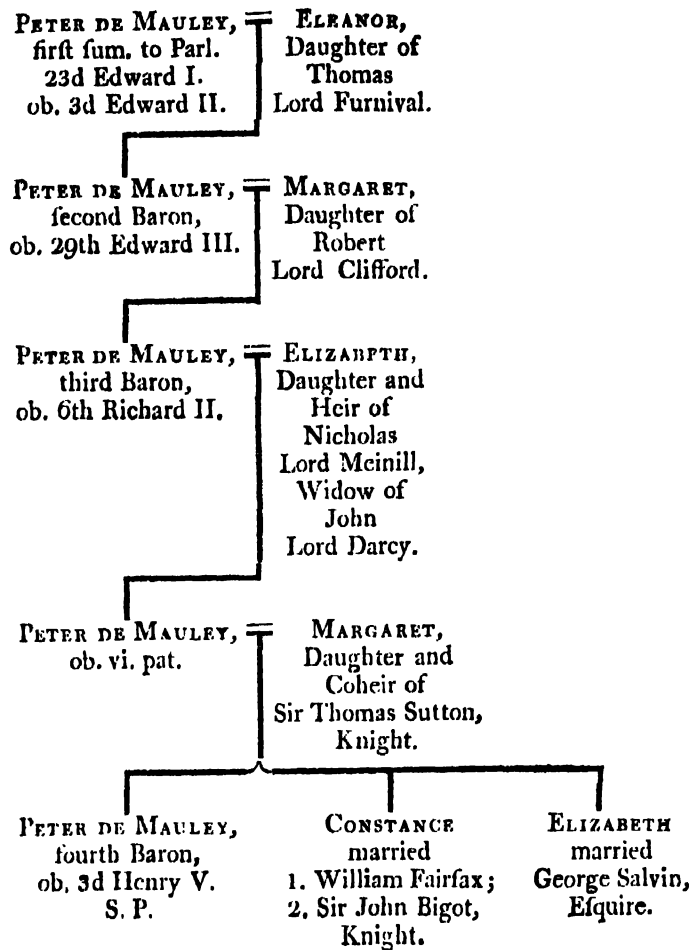 PETER DE MAULEY,
firſt ſum. to Parl.
23d Edward I.
ob. 3d Edward II.
ELEANOR,
Daughter of
Thomas
Lord Furnival.
PETER DE MAULEY,
ſecond Baron,
ob. 29th Edward III.
MARGARET,
Daughter of
Robert
Lord Clifford.
PETER DE MAULEY,
third Baron,
ob. 6th Richard II.
ELIZABETH,
Daughter and
Heir of
Nicholas
Lord Meinill,
Widow of
John
Lord Darcy.
PETER DE MAULEY,
ob. vi. pat.
MARGARET,
Daughter and
Coheir of
Sir Thomas Sutton,
Knight.
PETER DE MAULEY,
fourth Baron,
ob. 3d Henry V.
S. P.
CONSTANCE
married
1. William Fairfax;
2. Sir John Bigot,
Knight.
ELIZABETH
married
George Salvin,
Eſquire.